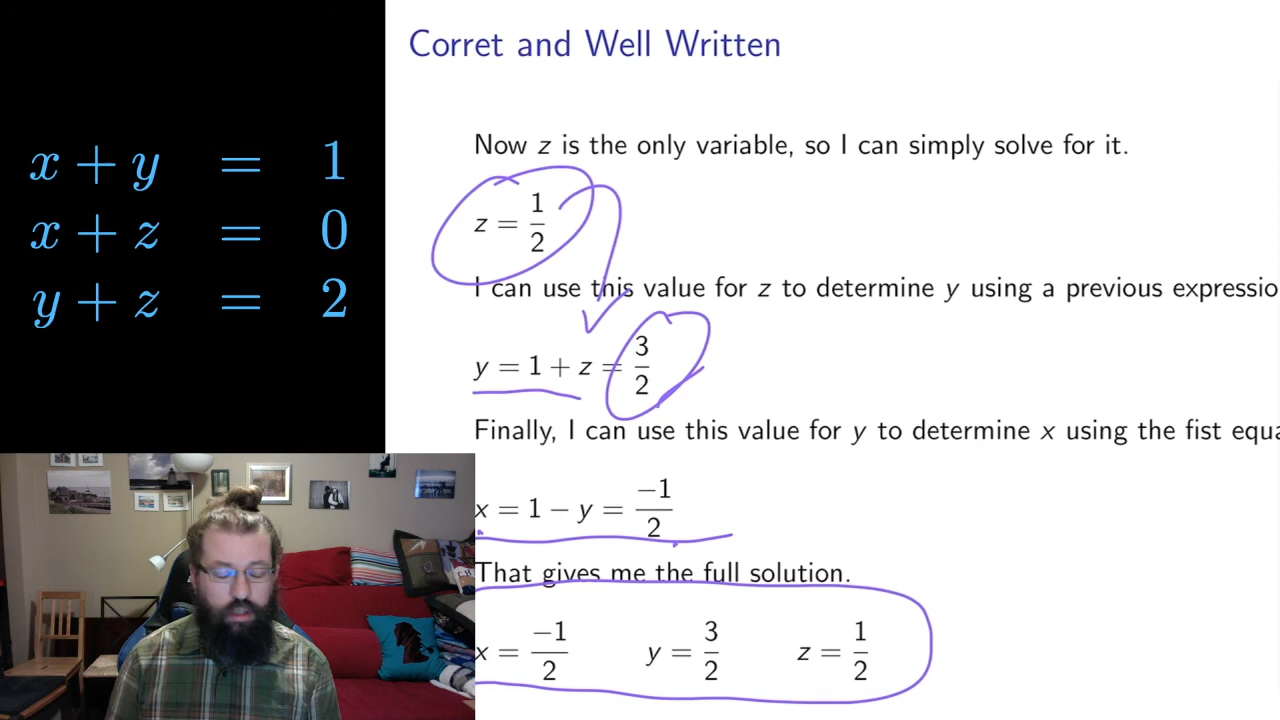 x + y = 1
x + z = 0
y + z = 2
Corret and Well Written
Now z is the only variable, so I can simply solve for it.
z = 1/2
I can use this value for z to determine y using a previous expressio
y = 1 + z = 3/2
Finally, I can use this value for y to determine x using the fist equa
x = 1 − y = −1/2
That gives me the full solution.
x = −1/2 y = 3/2 z = 1/2